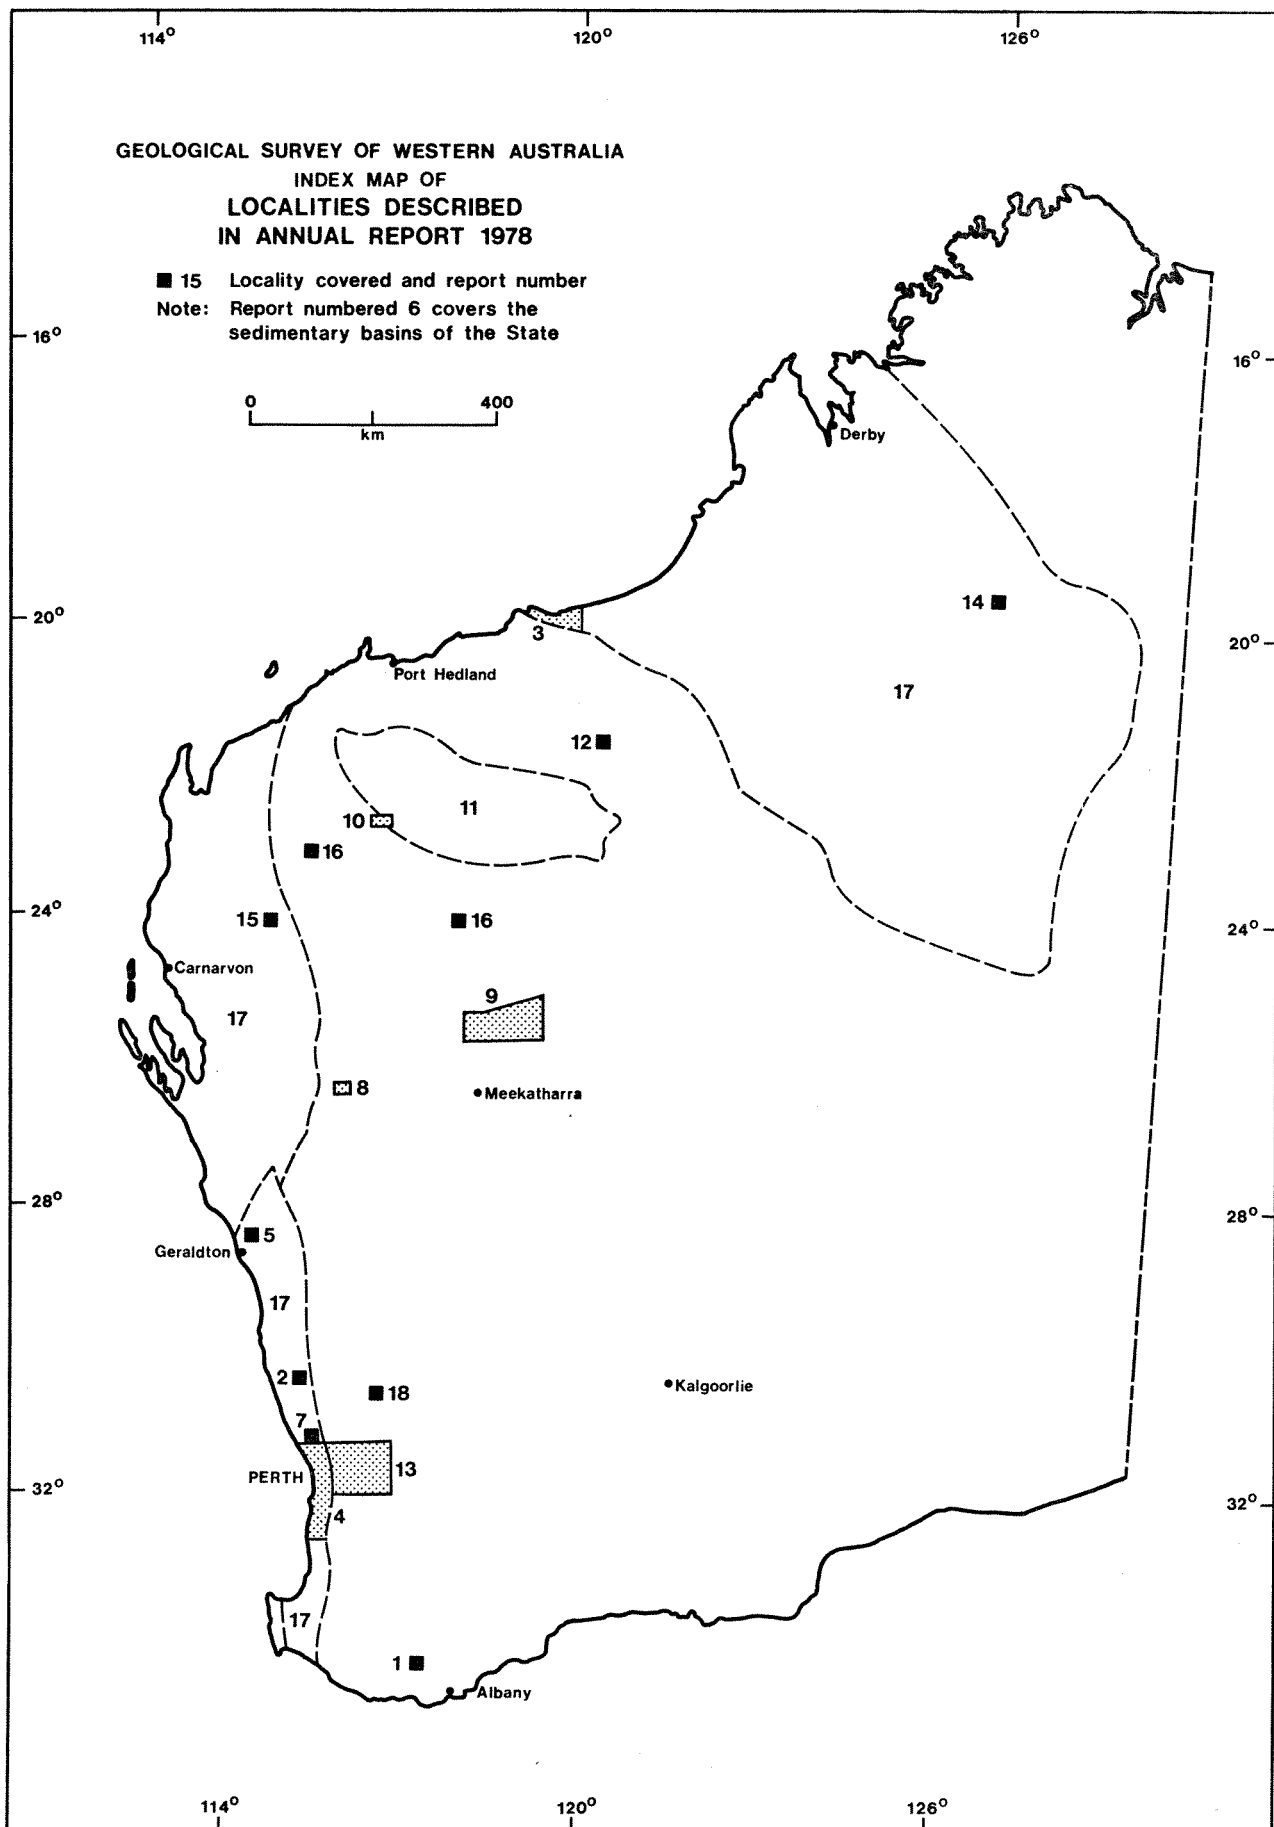 114° 120° 126°
GEOLOGICAL SURVEY OF WESTERN AUSTRALIA
INDEX MAP OF
LOCALITIES DESCRIBED
IN ANNUAL REPORT 1978
■ 15 Locality covered and report number
Note: Report numbered 6 covers the
sedimentary basins of the State
16° 16°
0 400
km
Derby
14
20° 20°
3
Port Hedland
17
12
11
10
16
15 16
24° 24°
Carnarvon
9
17
8
Meekatharra
28° 28°
5
Geraldton
17
2
18
Kalgoorlie
7
PERTH 13
32° 32°
4
17
1
Albany
114° 120° 126°